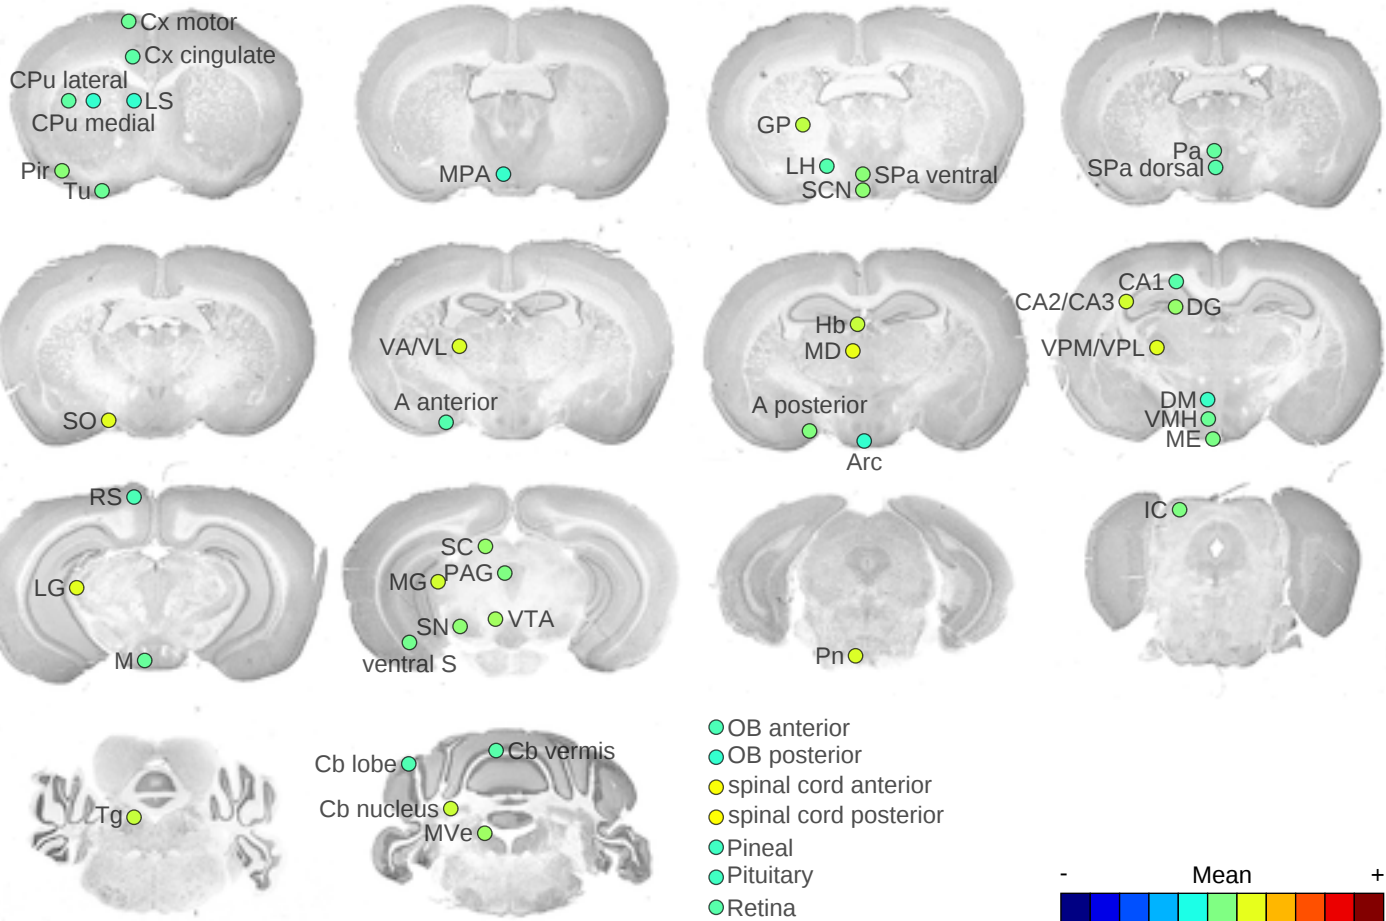 Cx motor
Cx cingulate
CPu lateral
LS
CPu medial
Pir
Tu
MPA
GP
LH
SPa ventral
SCN
Pa
SPa dorsal
SO
VA/VL
A anterior
Hb
MD
A posterior
Arc
CA1
CA2/CA3
DG
VPM/VPL
DM
VMH
ME
RS
LG
M
SC
PAG
MG
VTA
SN
ventral S
Pn
IC
Tg
Cb vermis
Cb lobe
Cb nucleus
MVe
OB anterior
OB posterior
spinal cord anterior
spinal cord posterior
Pineal
Pituitary
Retina
- Mean +